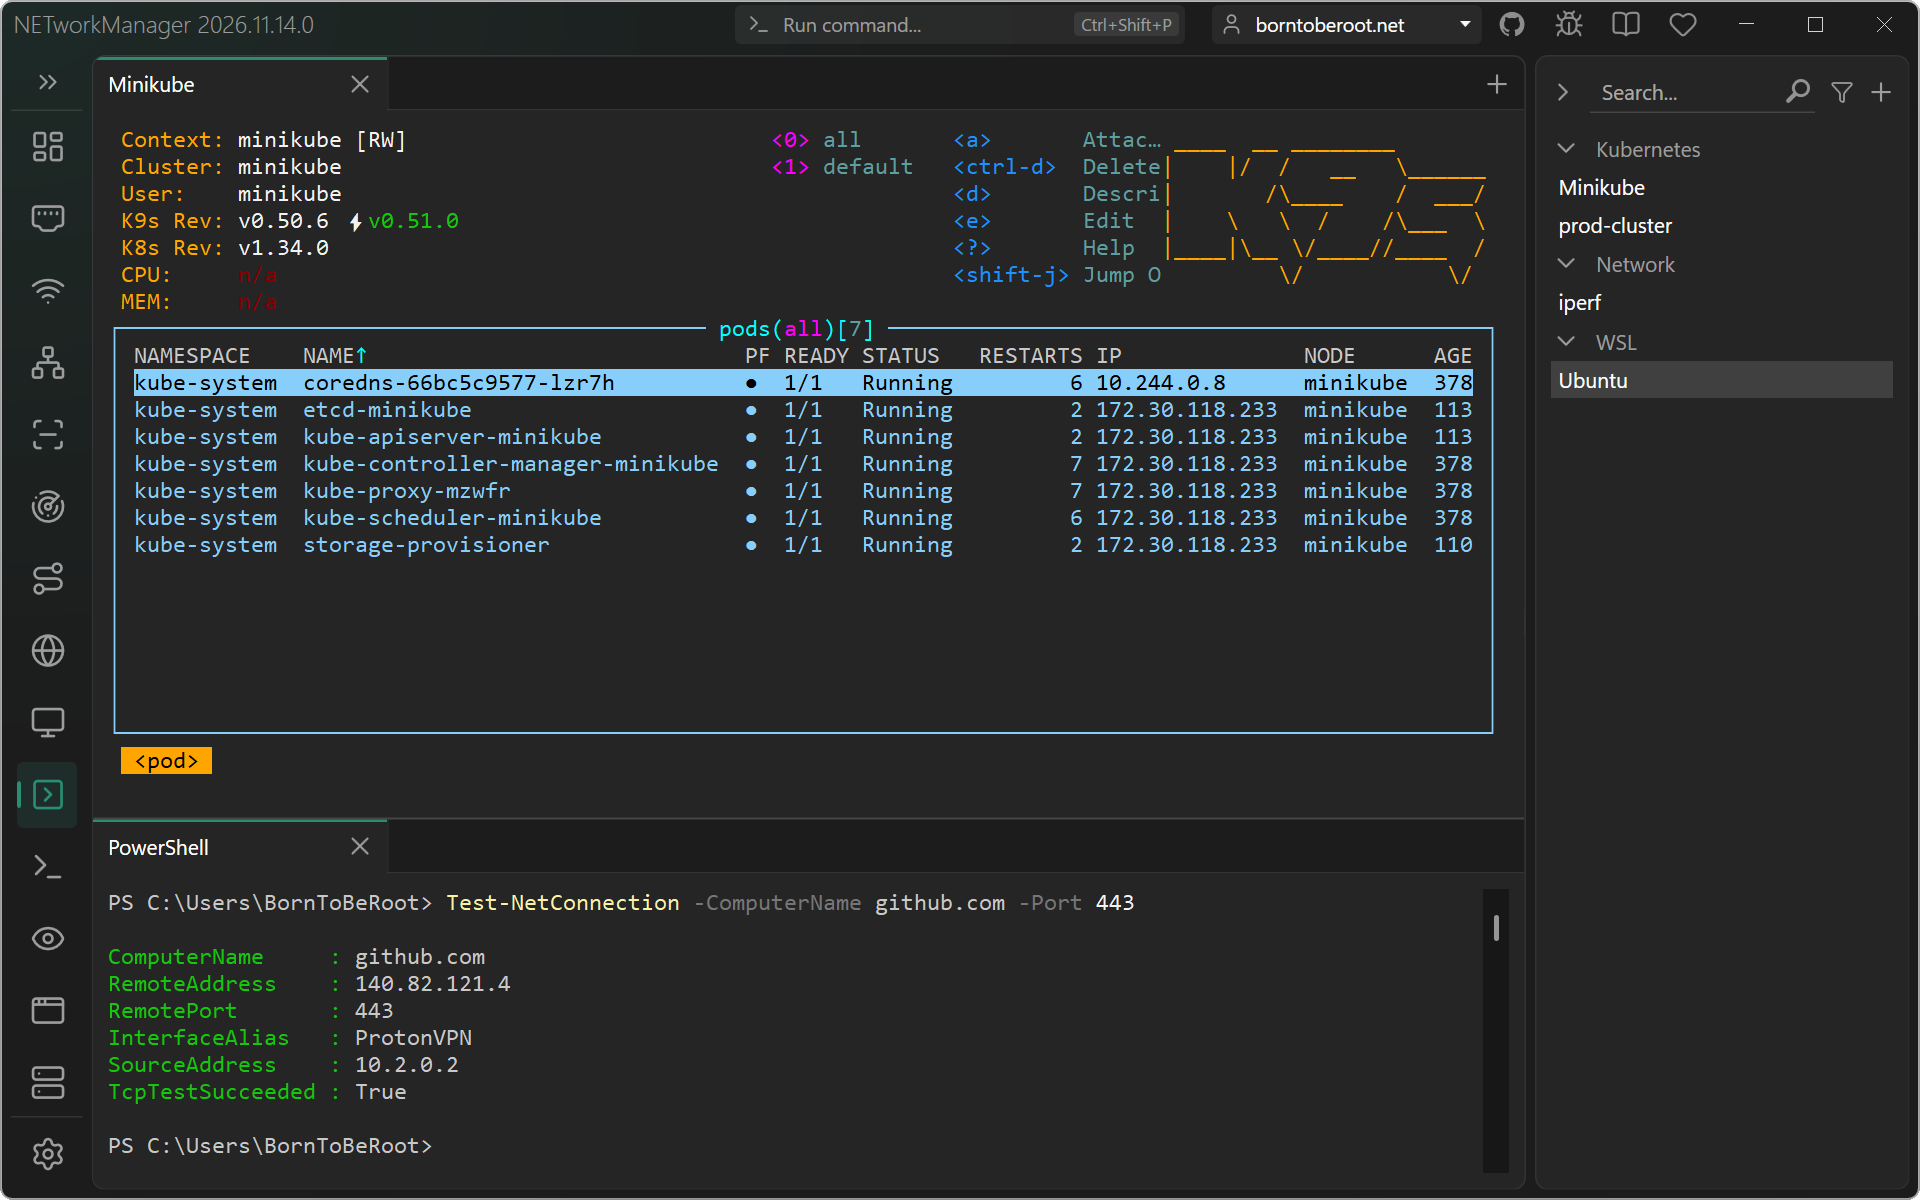 NETworkManager 2026.11.14.0
Run command... Ctrl+Shift+P
borntoberoot.net
Minikube
Context: minikube [RW] <0> all <a> Attac…
Cluster: minikube <1> default <ctrl-d> Delete
User: minikube <d> Descri
K9s Rev: v0.50.6 ⚡v0.51.0 <e> Edit
K8s Rev: v1.34.0 <?> Help
CPU: n/a <shift-j> Jump O
MEM: n/a
pods(all)[7]
NAMESPACE NAME↑ PF READY STATUS RESTARTS IP NODE AGE
kube-system coredns-66bc5c9577-lzr7h ● 1/1 Running 6 10.244.0.8 minikube 378
kube-system etcd-minikube ● 1/1 Running 2 172.30.118.233 minikube 113
kube-system kube-apiserver-minikube ● 1/1 Running 2 172.30.118.233 minikube 113
kube-system kube-controller-manager-minikube ● 1/1 Running 7 172.30.118.233 minikube 378
kube-system kube-proxy-mzwfr ● 1/1 Running 7 172.30.118.233 minikube 378
kube-system kube-scheduler-minikube ● 1/1 Running 6 172.30.118.233 minikube 378
kube-system storage-provisioner ● 1/1 Running 2 172.30.118.233 minikube 110
<pod>
PowerShell
PS C:\Users\BornToBeRoot> Test-NetConnection -ComputerName github.com -Port 443
ComputerName : github.com
RemoteAddress : 140.82.121.4
RemotePort : 443
InterfaceAlias : ProtonVPN
SourceAddress : 10.2.0.2
TcpTestSucceeded : True
PS C:\Users\BornToBeRoot>
Search...
Kubernetes
Minikube
prod-cluster
Network
iperf
WSL
Ubuntu